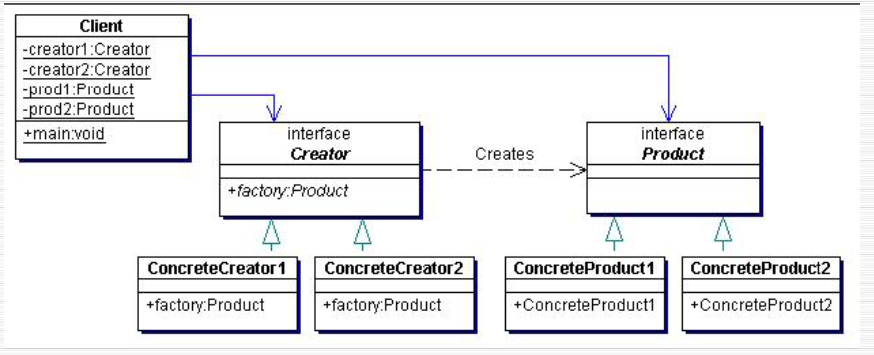 Client
-creator1:Creator
-creator2:Creator
-prod1:Product
-prod2:Product
+main:void
interface
Creator
+factory:Product
Creates
interface
Product
ConcreteCreator1
+factory:Product
ConcreteCreator2
+factory:Product
ConcreteProduct1
+ConcreteProduct1
ConcreteProduct2
+ConcreteProduct2